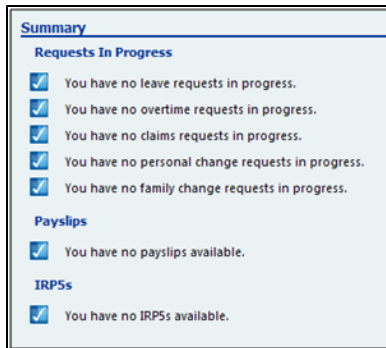 Summary
Requests In Progress
You have no leave requests in progress.
You have no overtime requests in progress.
You have no claims requests in progress.
You have no personal change requests in progress.
You have no family change requests in progress.
Payslips
You have no payslips available.
IRP5s
You have no IRP5s available.